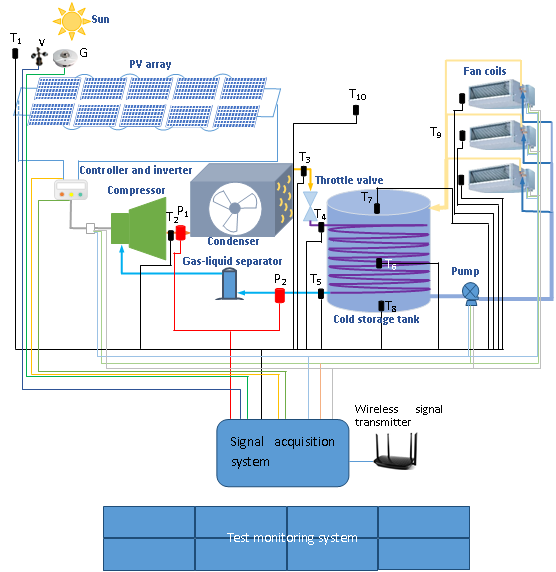 Sun
T1
V
G
PV array
Fan coils
T10
T9
Controller and inverter
T3
Throttle valve
Compressor
T2
P1
T7
T4
Condenser
Gas-liquid separator
T6
P2
T5
Pump
T8
Cold storage tank
Wireless signal
transmitter
Signal acquisition
system
Test monitoring system